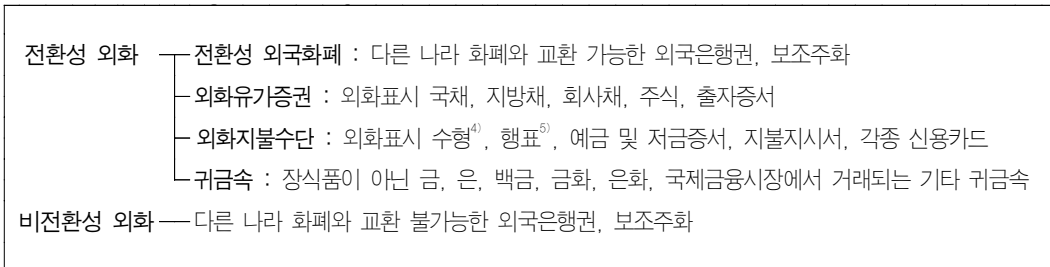 전환성 외화 전환성 외국화폐 : 다른 나라 화폐와 교환 가능한 외국은행권, 보조주화
외화유가증권 : 외화표시 국채, 지방채, 회사채, 주식, 출자증서
외화지불수단 : 외화표시 수형4), 행표5), 예금 및 저금증서, 지불지시서, 각종 신용카드
귀금속 : 장식품이 아닌 금, 은, 백금, 금화, 은화, 국제금융시장에서 거래되는 기타 귀금속
비전환성 외화 다른 나라 화폐와 교환 불가능한 외국은행권, 보조주화